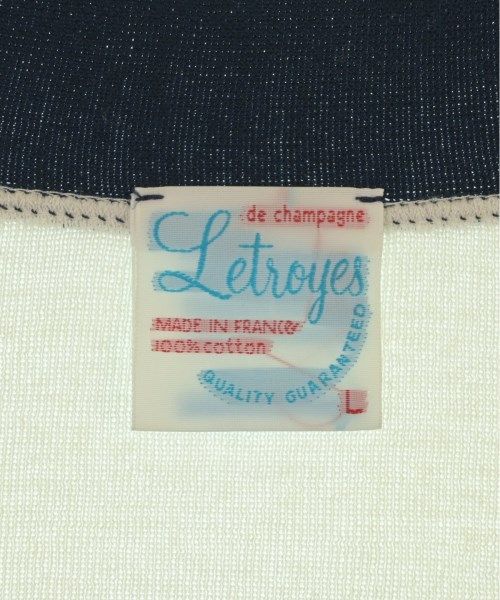 de champagne
Letroyes
MADE IN FRANCE
100% cotton
QUALITY GUARANTEED
L